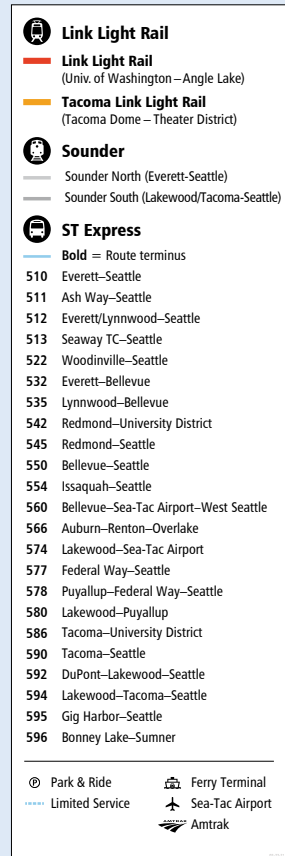 Link Light Rail
Link Light Rail
(Univ. of Washington – Angle Lake)
Tacoma Link Light Rail
(Tacoma Dome – Theater District)
Sounder
Sounder North (Everett-Seattle)
Sounder South (Lakewood/Tacoma-Seattle)
ST Express
Bold = Route terminus
510 Everett–Seattle
511 Ash Way–Seattle
512 Everett/Lynnwood–Seattle
513 Seaway TC–Seattle
522 Woodinville–Seattle
532 Everett–Bellevue
535 Lynnwood–Bellevue
542 Redmond–University District
545 Redmond–Seattle
550 Bellevue–Seattle
554 Issaquah–Seattle
560 Bellevue–Sea-Tac Airport–West Seattle
566 Auburn–Renton–Overlake
574 Lakewood–Sea-Tac Airport
577 Federal Way–Seattle
578 Puyallup–Federal Way–Seattle
580 Lakewood–Puyallup
586 Tacoma–University District
590 Tacoma–Seattle
592 DuPont–Lakewood–Seattle
594 Lakewood–Tacoma–Seattle
595 Gig Harbor–Seattle
596 Bonney Lake–Sumner
P Park & Ride
Ferry Terminal
Limited Service
Sea-Tac Airport
AMTRAK Amtrak